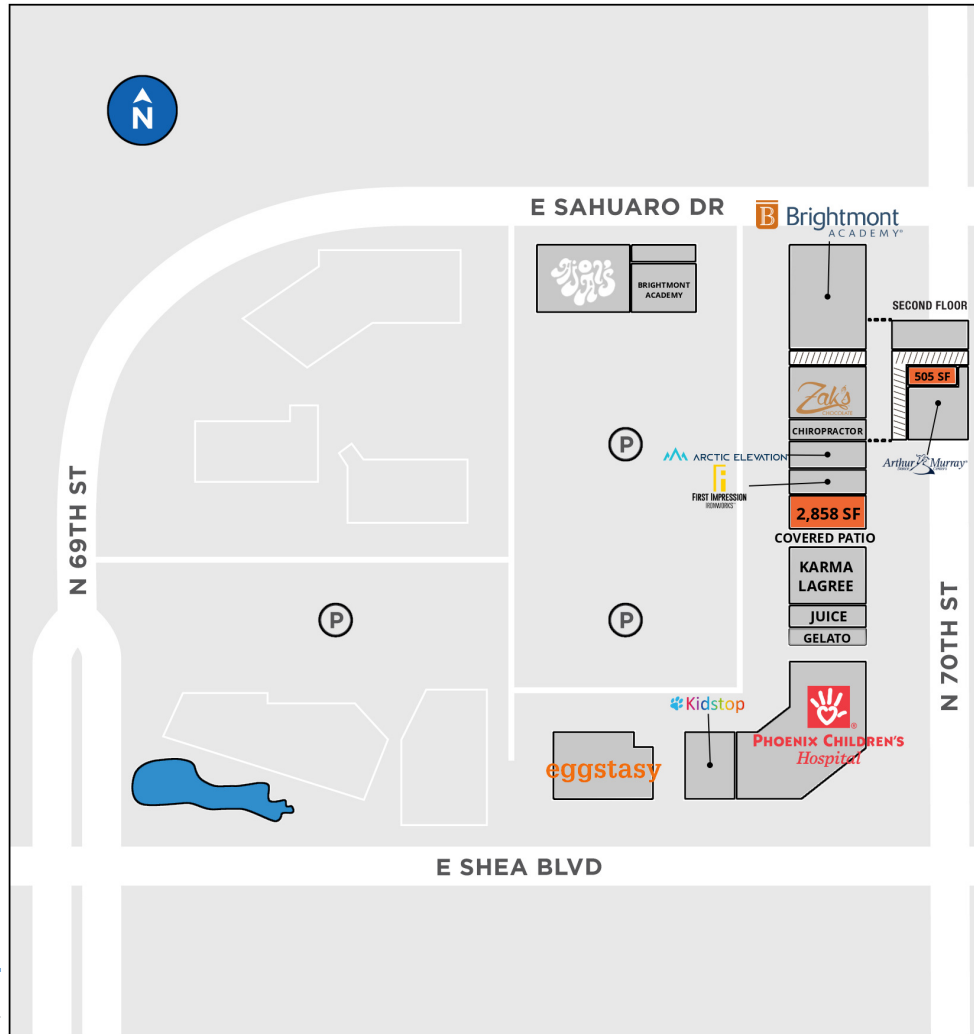 N
E SAHUARO DR
B Brightmont
ACADEMY®
BRIGHTMONT
ACADEMY
SECOND FLOOR
505 SF
Zak's
CHOCOLATE
CHIROPRACTOR
P
ARCTIC ELEVATION
Arthur Murray
FIRST IMPRESSION
IRONWORKS
2,858 SF
COVERED PATIO
N 69TH ST
KARMA
LAGREE
JUICE
GELATO
P
P
N 70TH ST
Kidstop
PHOENIX CHILDREN'S
Hospital
eggstasy
E SHEA BLVD